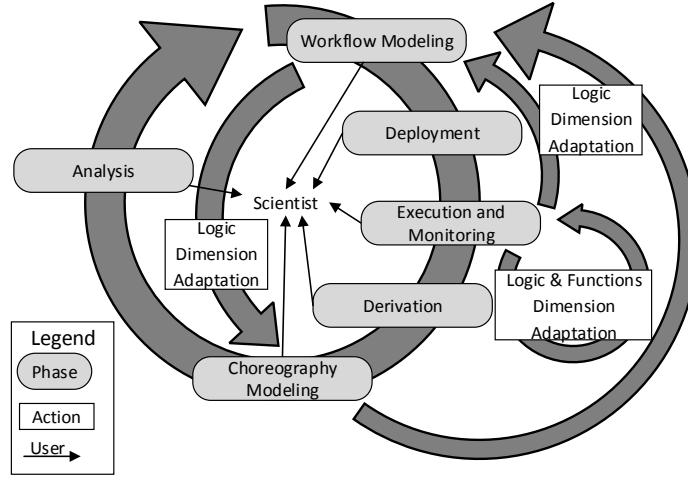 Workflow Modeling
Logic
Dimension
Adaptation
Deployment
Analysis
Scientist
Execution and
Monitoring
Logic
Dimension
Adaptation
Logic & Functions
Dimension
Adaptation
Derivation
Choreography
Modeling
Legend
Phase
Action
User